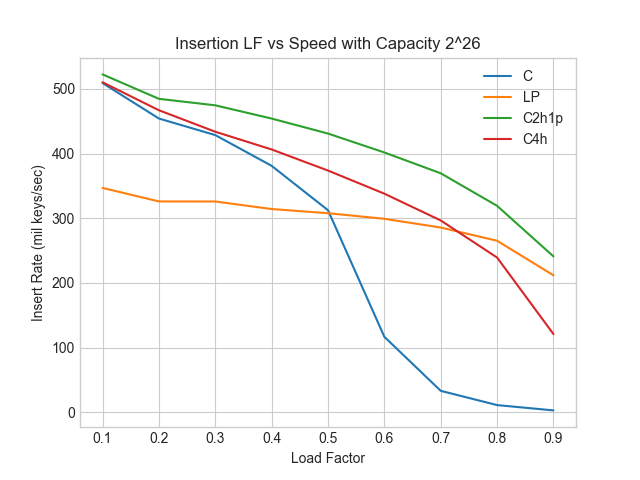 Insertion LF vs Speed with Capacity 2^26
Insert Rate (mil keys/sec)
500
400
300
200
100
0
C
LP
C2h1p
C4h
0.1 0.2 0.3 0.4 0.5 0.6 0.7 0.8 0.9
Load Factor